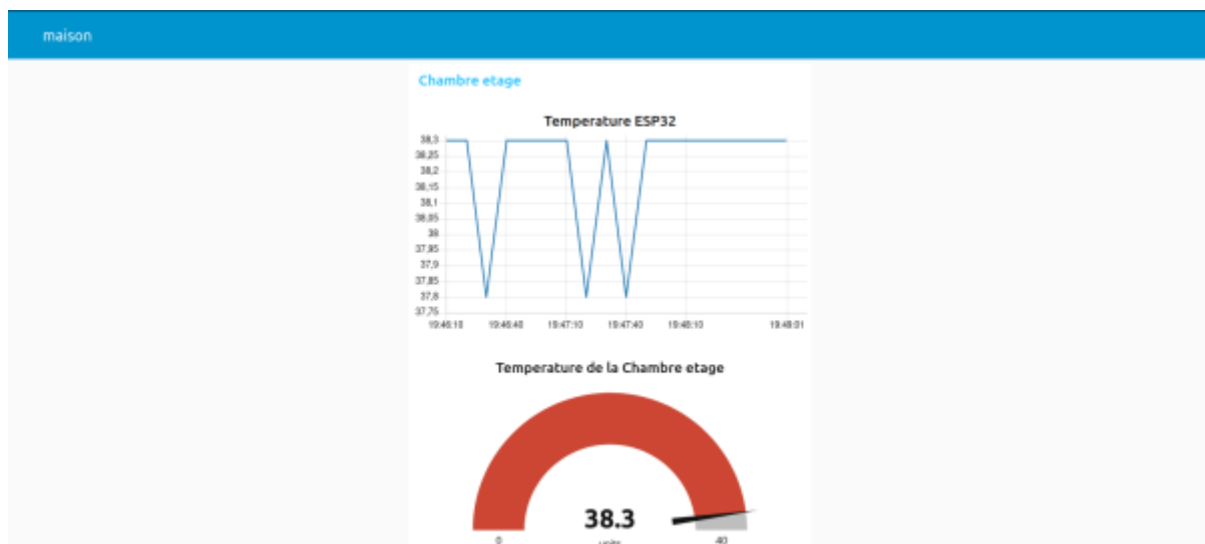 maison
Chambre etage
Temperature ESP32
38,3
38,25
38,2
38,15
38,1
38,05
38
37,95
37,9
37,85
37,8
37,75
19:46:10 19:46:40 19:47:10 19:47:40 19:48:10 19:49:01
Temperature de la Chambre etage
38.3
0 units 40